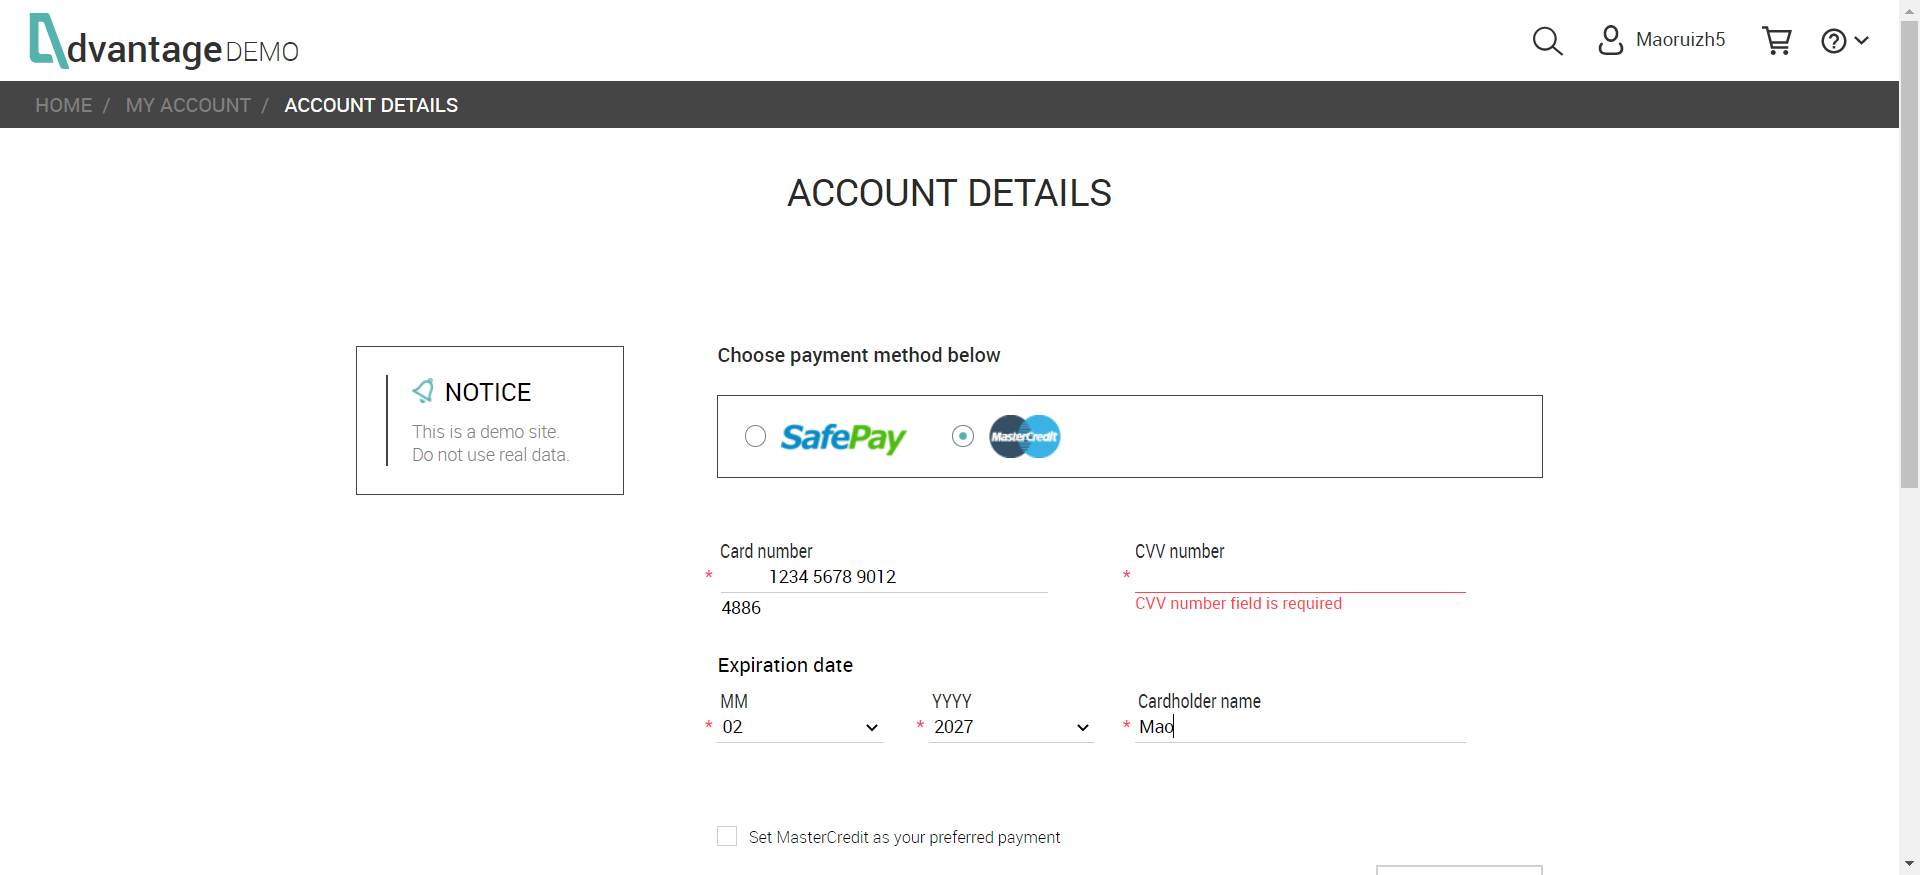 dvantage DEMO
Maoruizh5
HOME / MY ACCOUNT / ACCOUNT DETAILS
ACCOUNT DETAILS
NOTICE
This is a demo site.
Do not use real data.
Choose payment method below
SafePay
MasterCredit
Card number
* 1234 5678 9012
4886
CVV number
*
CVV number field is required
Expiration date
MM
* 02
YYYY
* 2027
Cardholder name
* Mao
Set MasterCredit as your preferred payment